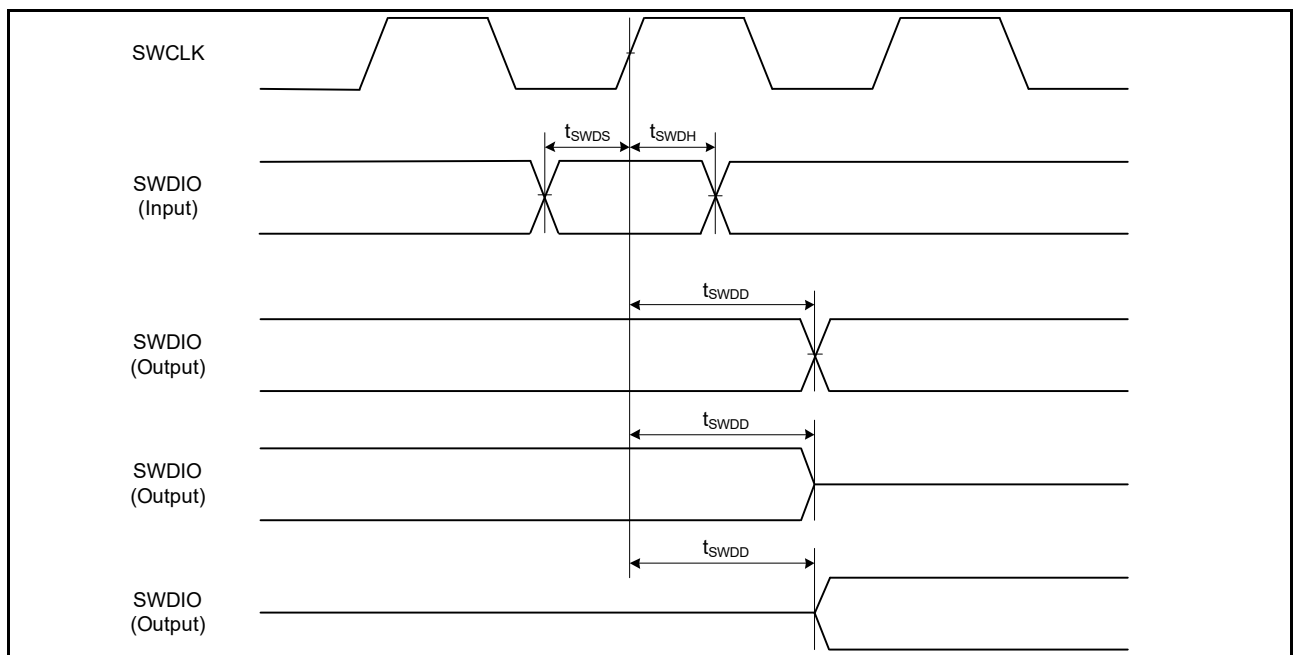 SWCLK
tSWDS
tSWDH
SWDIO
(Input)
tSWDD
SWDIO
(Output)
tSWDD
SWDIO
(Output)
tSWDD
SWDIO
(Output)